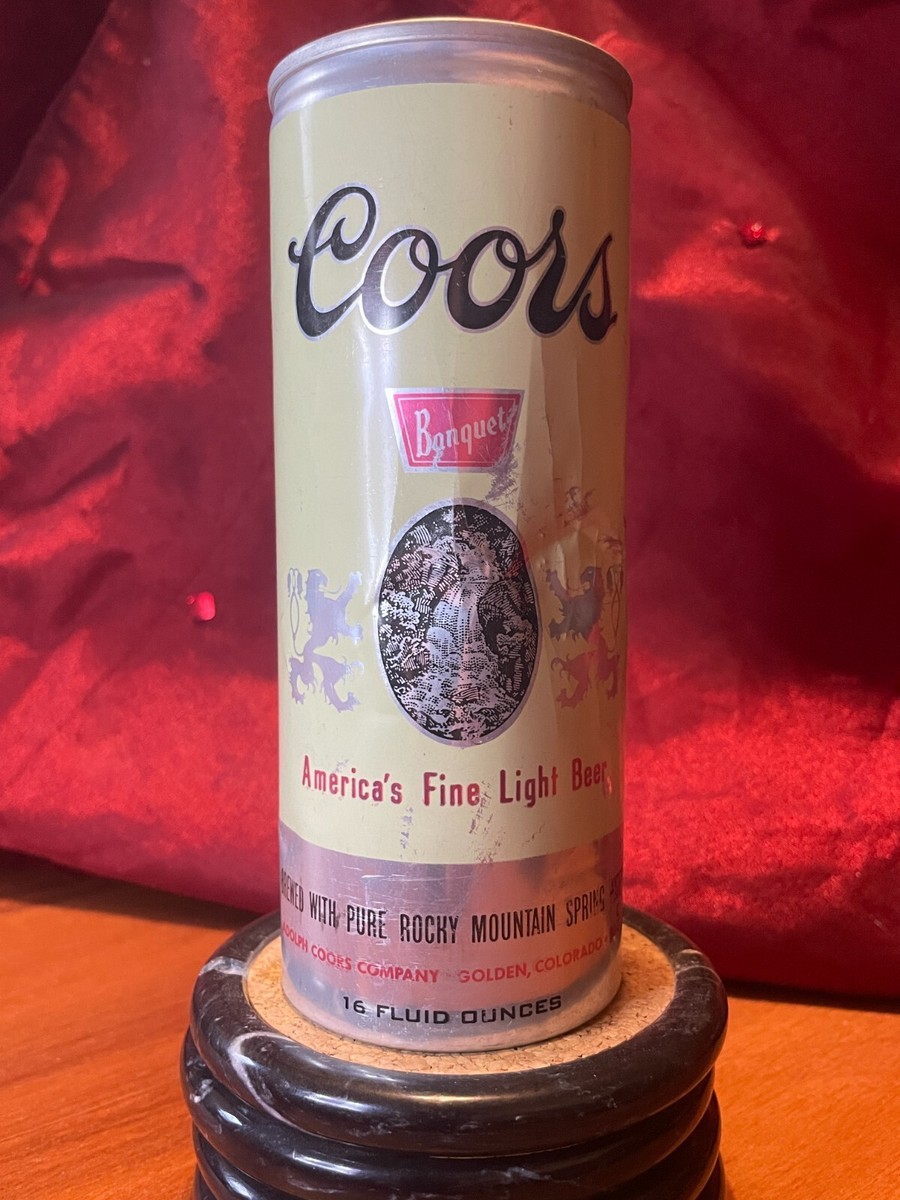 Coors
Banquet
America's Fine Light Beer
BREWED WITH PURE ROCKY MOUNTAIN SPRING
ADOLPH COORS COMPANY GOLDEN, COLORADO
16 FLUID OUNCES